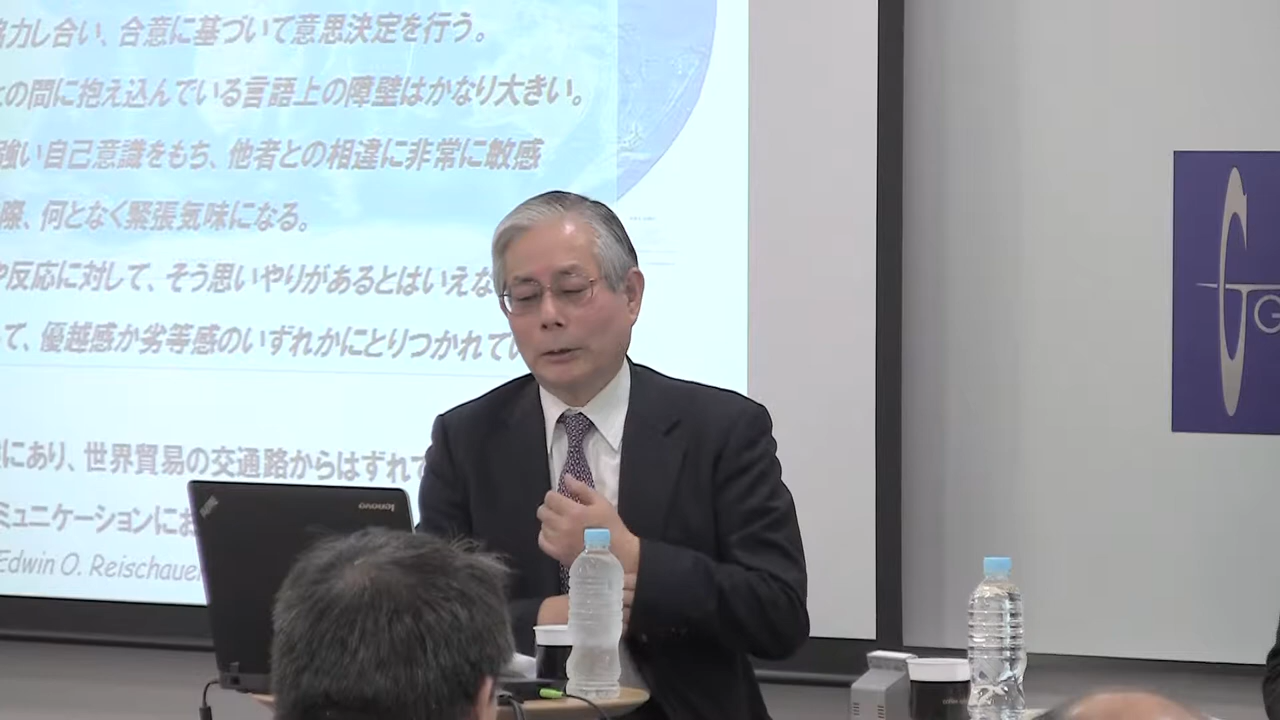 協力し合い、合意に基づいて意思決定を行う。
との間に抱え込んでいる言語上の障壁はかなり大きい。
強い自己意識をもち、他者との相違に非常に敏感
際、何となく緊張気味になる。
や反応に対して、そう思いやりがあるとはいえな
て、優越感か劣等感のいずれかにとりつかれてい
にあり、世界貿易の交通路からはずれて
ミュニケーションにお
Edwin O. Reischauer
lenovo
G